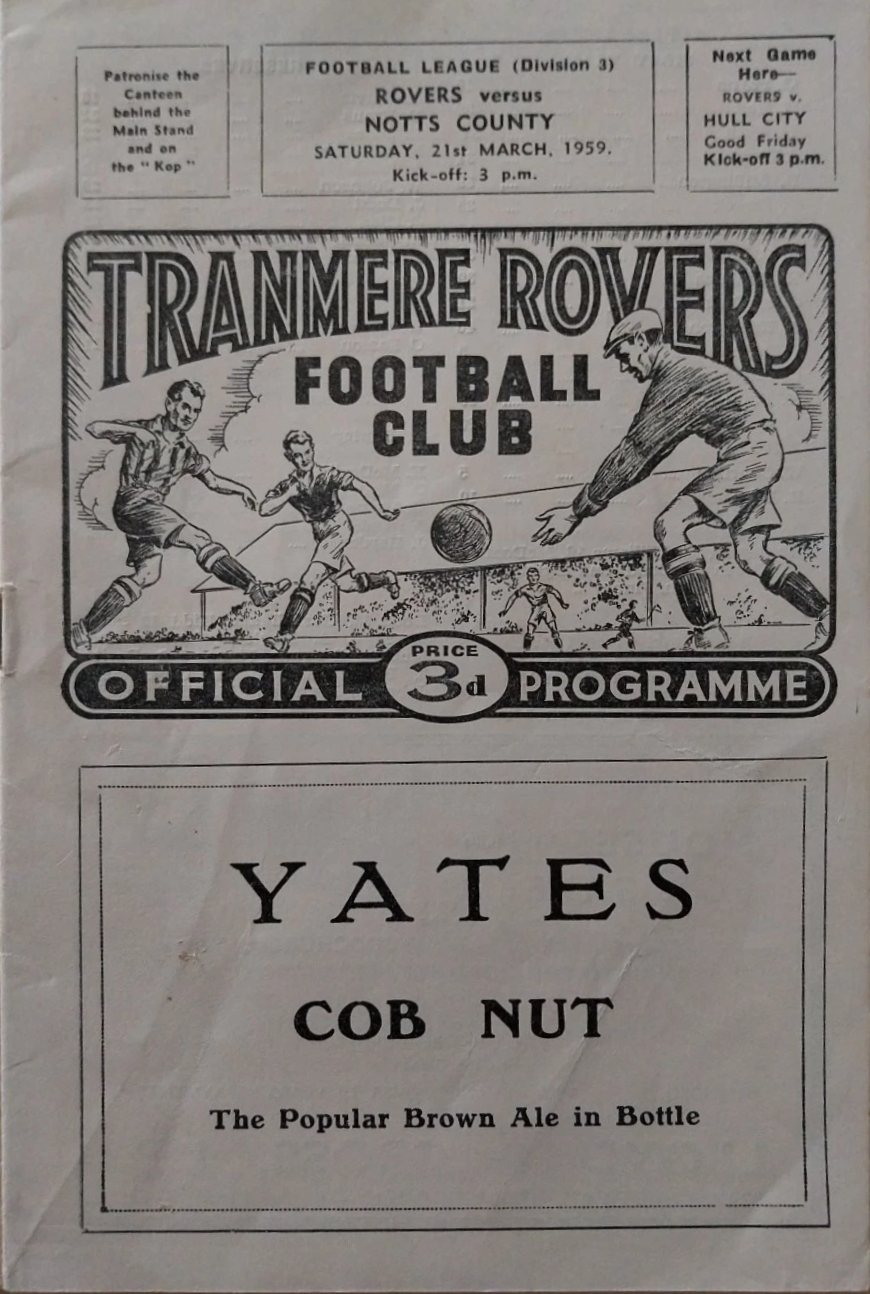 Patronise the
Canteen
behind the
Main Stand
and on
the "Kop"
FOOTBALL LEAGUE (Division 3)
ROVERS versus
NOTTS COUNTY
SATURDAY, 21st MARCH, 1959.
Kick-off: 3 p.m.
Next Game
Here—
ROVERS v.
HULL CITY
Good Friday
Kick-off 3 p.m.
TRANMERE ROVERS
FOOTBALL
CLUB
PRICE
OFFICIAL 3d PROGRAMME
YATES
COB NUT
The Popular Brown Ale in Bottle